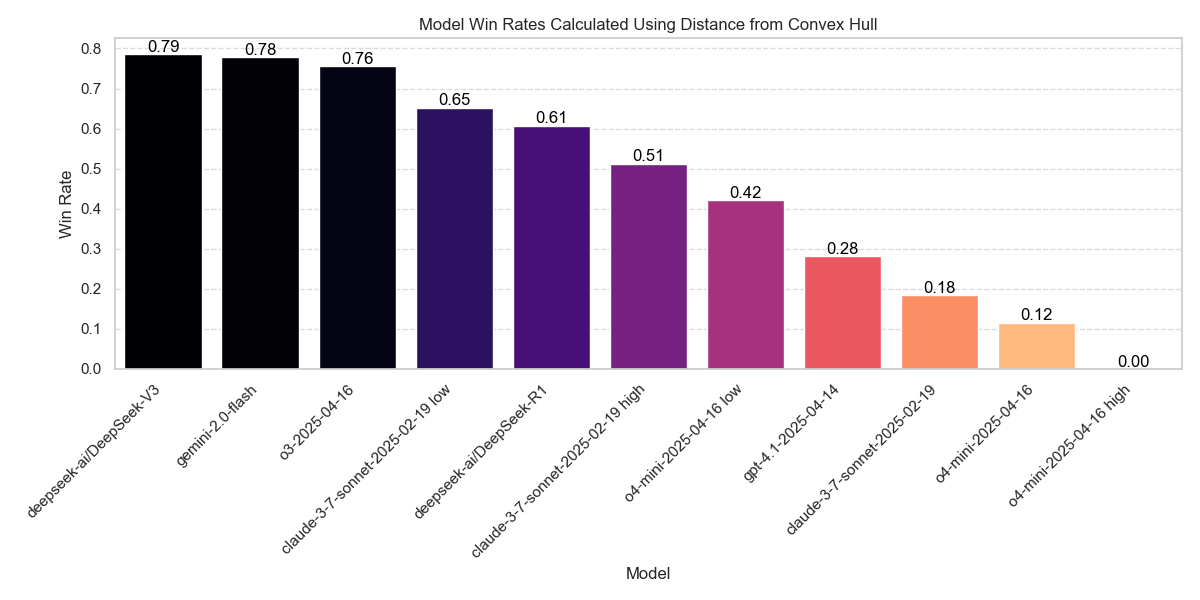 Model Win Rates Calculated Using Distance from Convex Hull
Win Rate
0.8
0.7
0.6
0.5
0.4
0.3
0.2
0.1
0.0
0.79
0.78
0.76
0.65
0.61
0.51
0.42
0.28
0.18
0.12
0.00
deepseek-ai/DeepSeek-V3
gemini-2.0-flash
o3-2025-04-16
claude-3-7-sonnet-2025-02-19 low
deepseek-ai/DeepSeek-R1
claude-3-7-sonnet-2025-02-19 high
o4-mini-2025-04-16 low
gpt-4.1-2025-04-14
claude-3-7-sonnet-2025-02-19
o4-mini-2025-04-16
o4-mini-2025-04-16 high
Model